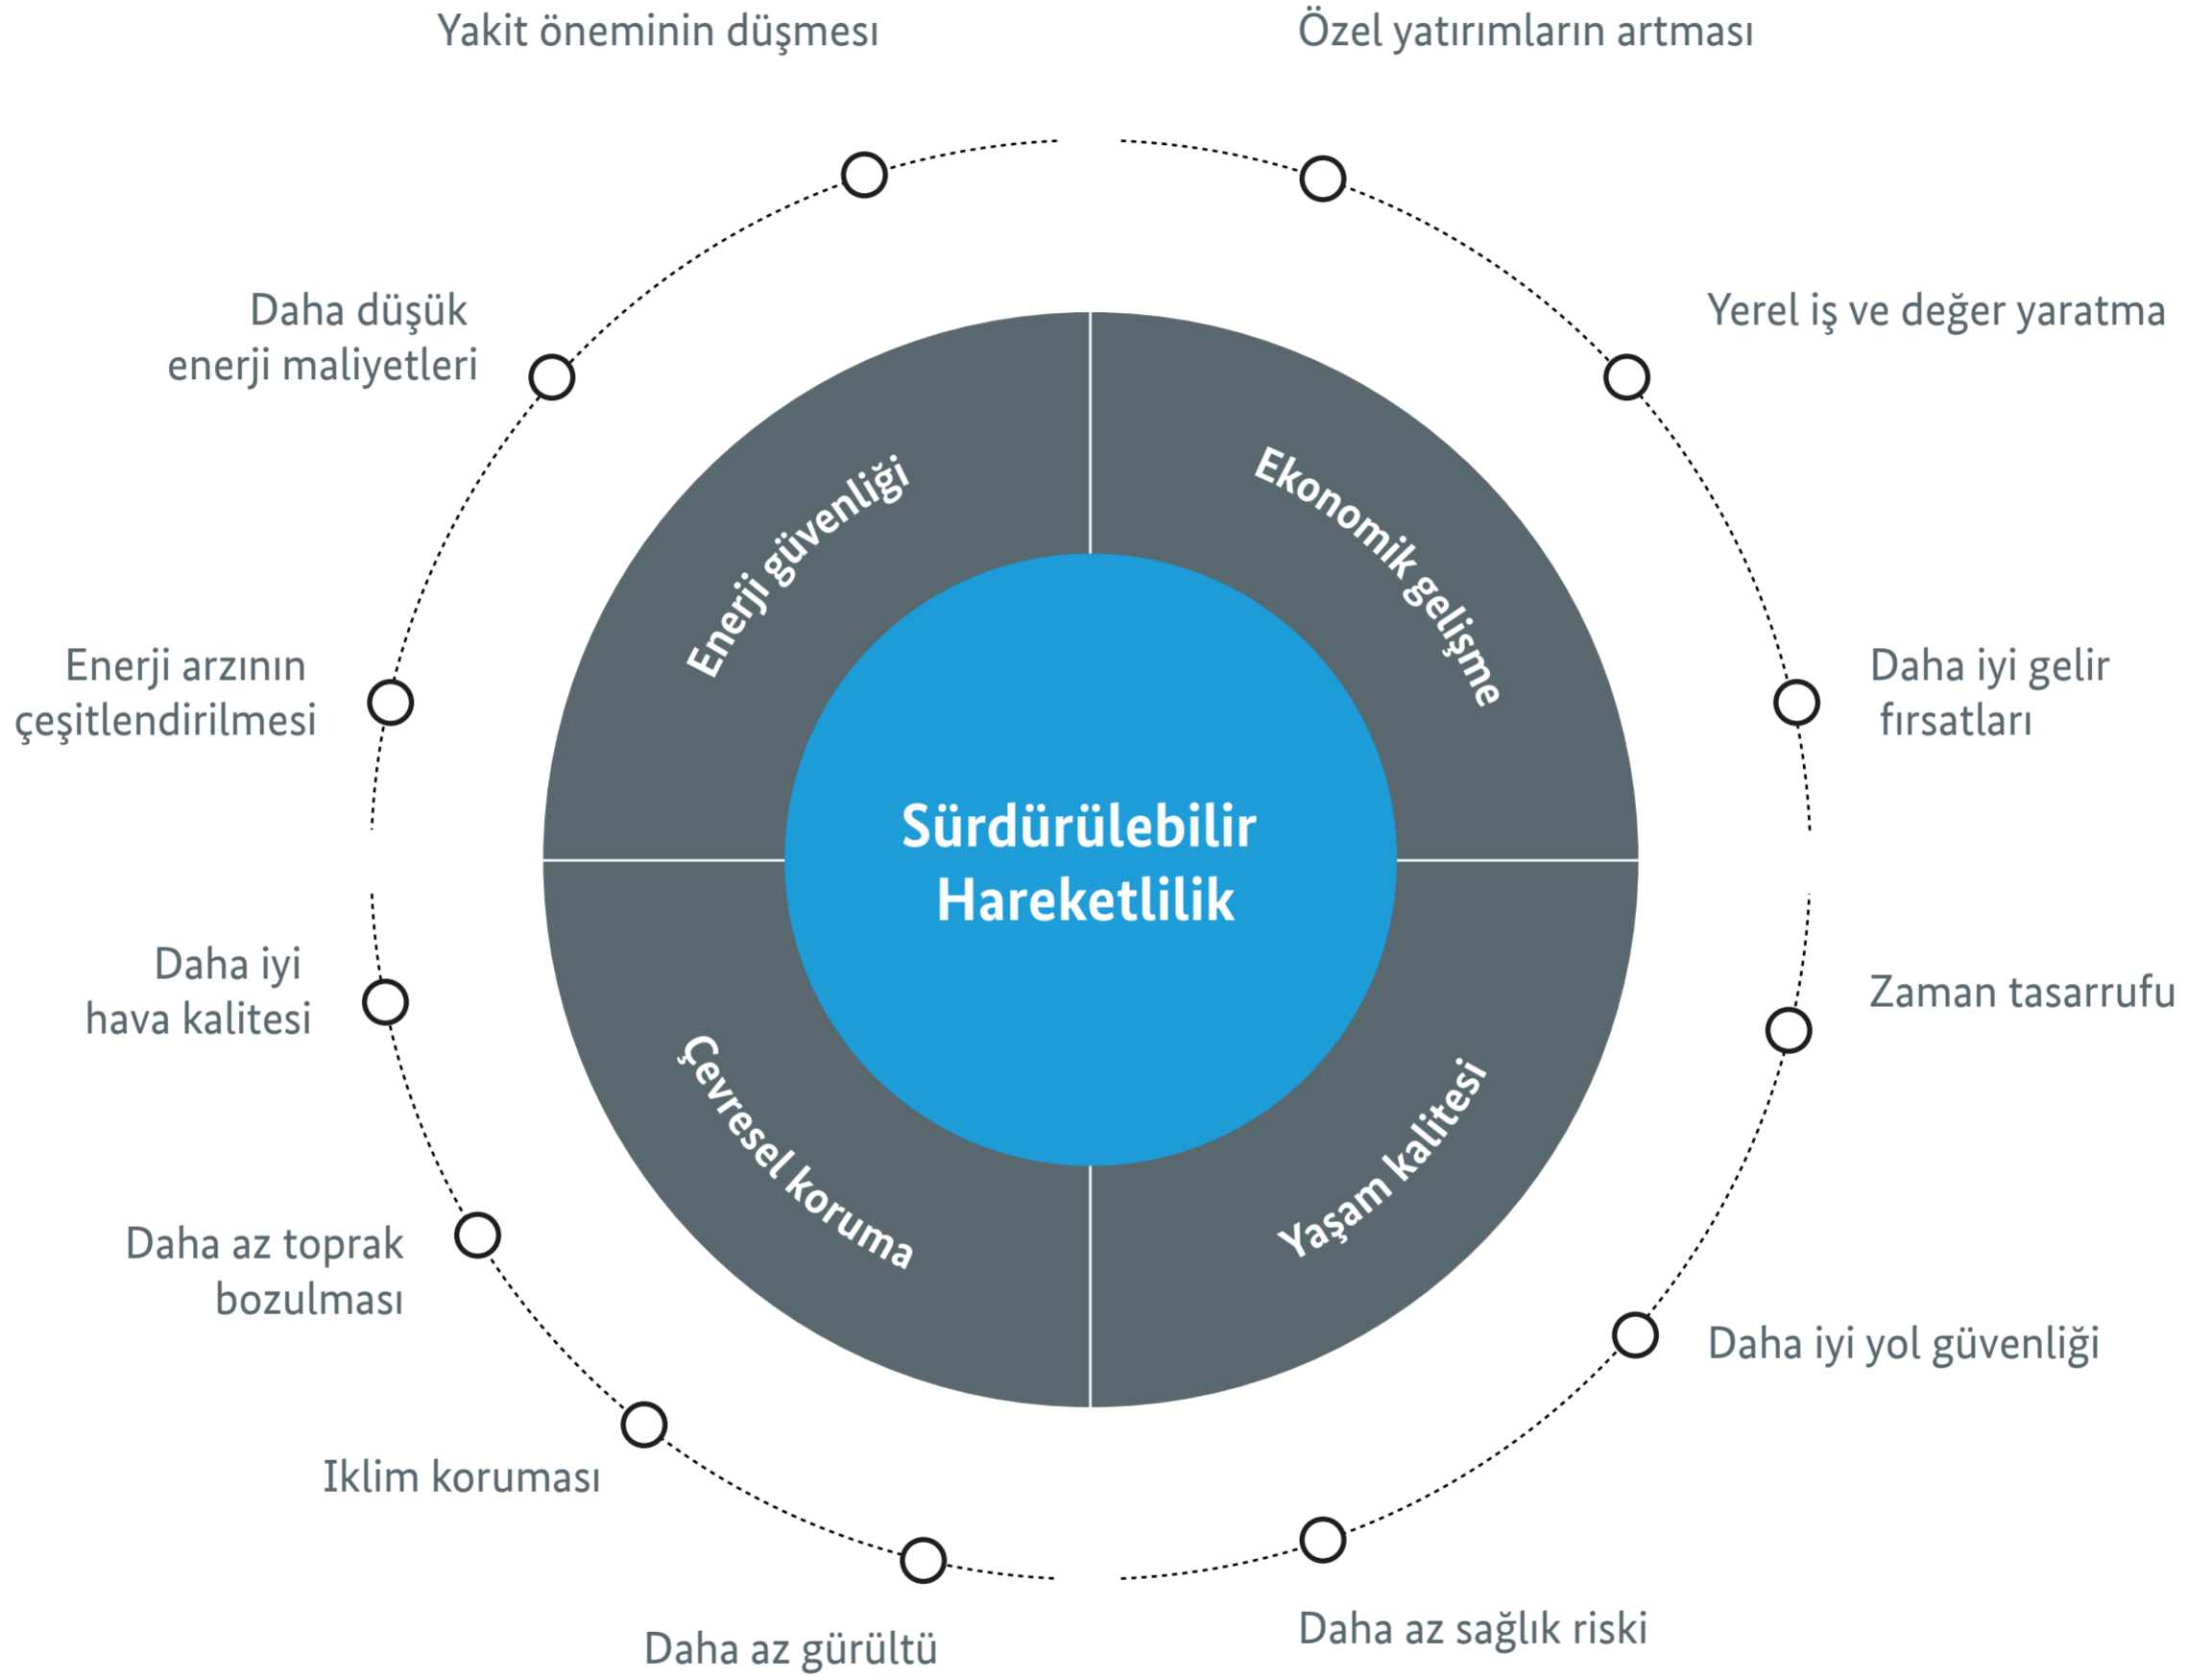 Yakit öneminin düşmesı
Özel yatırımların artması
Daha düşük
enerji maliyetleri
Yerel iş ve değer yaratma
Enerji güvenliği
Ekonomik gelişme
Enerji arzının
çeşitlendirilmesi
Daha iyi gelir
fırsatları
Sürdürülebilir
Hareketlilik
Daha iyi
hava kalitesi
Zaman tasarrufu
Çevresel koruma
Yaşam kalitesi
Daha az toprak
bozulması
Daha iyi yol güvenliği
Iklim koruması
Daha az sağlık riski
Daha az gürültü